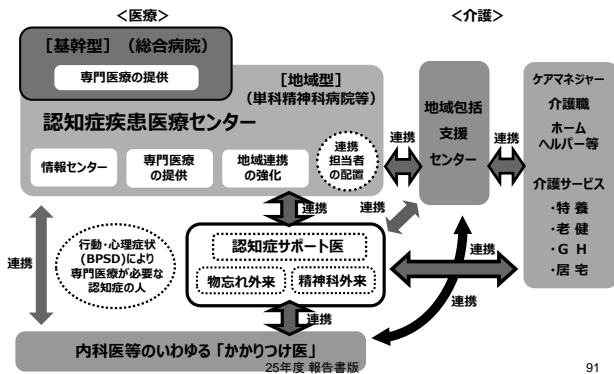 <医療>
<介護>
［基幹型］（総合病院）
専門医療の提供
［地域型］
（単科精神科病院等）
認知症疾患医療センター
情報センター
専門医療
の提供
地域連携
の強化
連携
担当者
の配置
連携
地域包括
支援
センター
連携
ケアマネジャー
介護職
ホーム
ヘルパー等
介護サービス
・特 養
・老 健
・G H
・居 宅
連携
行動・心理症状
(BPSD)により
専門医療が必要な
認知症の人
連携
連携
認知症サポート医
物忘れ外来
精神科外来
連携
連携
連携
内科医等のいわゆる「かかりつけ医」
25年度 報告書版
91